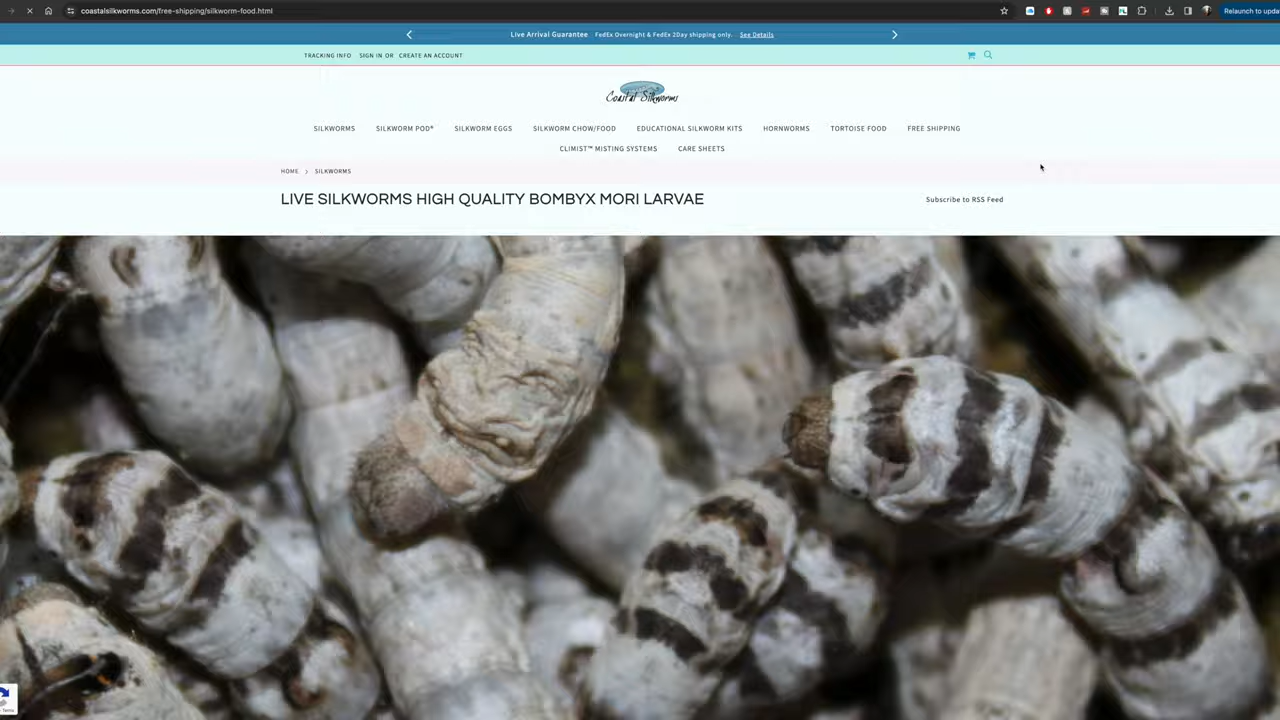 coastalsilkworms.com/free-shipping/silkworm-food.html
Relaunch to upda
Live Arrival Guarantee FedEx Overnight & FedEx 2Day shipping only. See Details
TRACKING INFO SIGN IN OR CREATE AN ACCOUNT
Coastal Silkworms
SILKWORMS SILKWORM POD® SILKWORM EGGS SILKWORM CHOW/FOOD EDUCATIONAL SILKWORM KITS HORNWORMS TORTOISE FOOD FREE SHIPPING
CLIMIST™ MISTING SYSTEMS CARE SHEETS
HOME > SILKWORMS
LIVE SILKWORMS HIGH QUALITY BOMBYX MORI LARVAE
Subscribe to RSS Feed
Terms